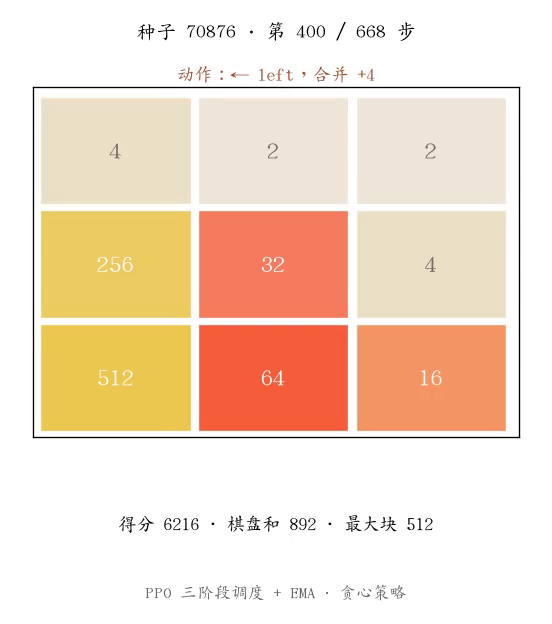 种子 70876 · 第 400 / 668 步
动作：← left，合并 +4
4 2 2
256 32 4
512 64 16
得分 6216 · 棋盘和 892 · 最大块 512
PPO 三阶段调度 + EMA · 贪心策略